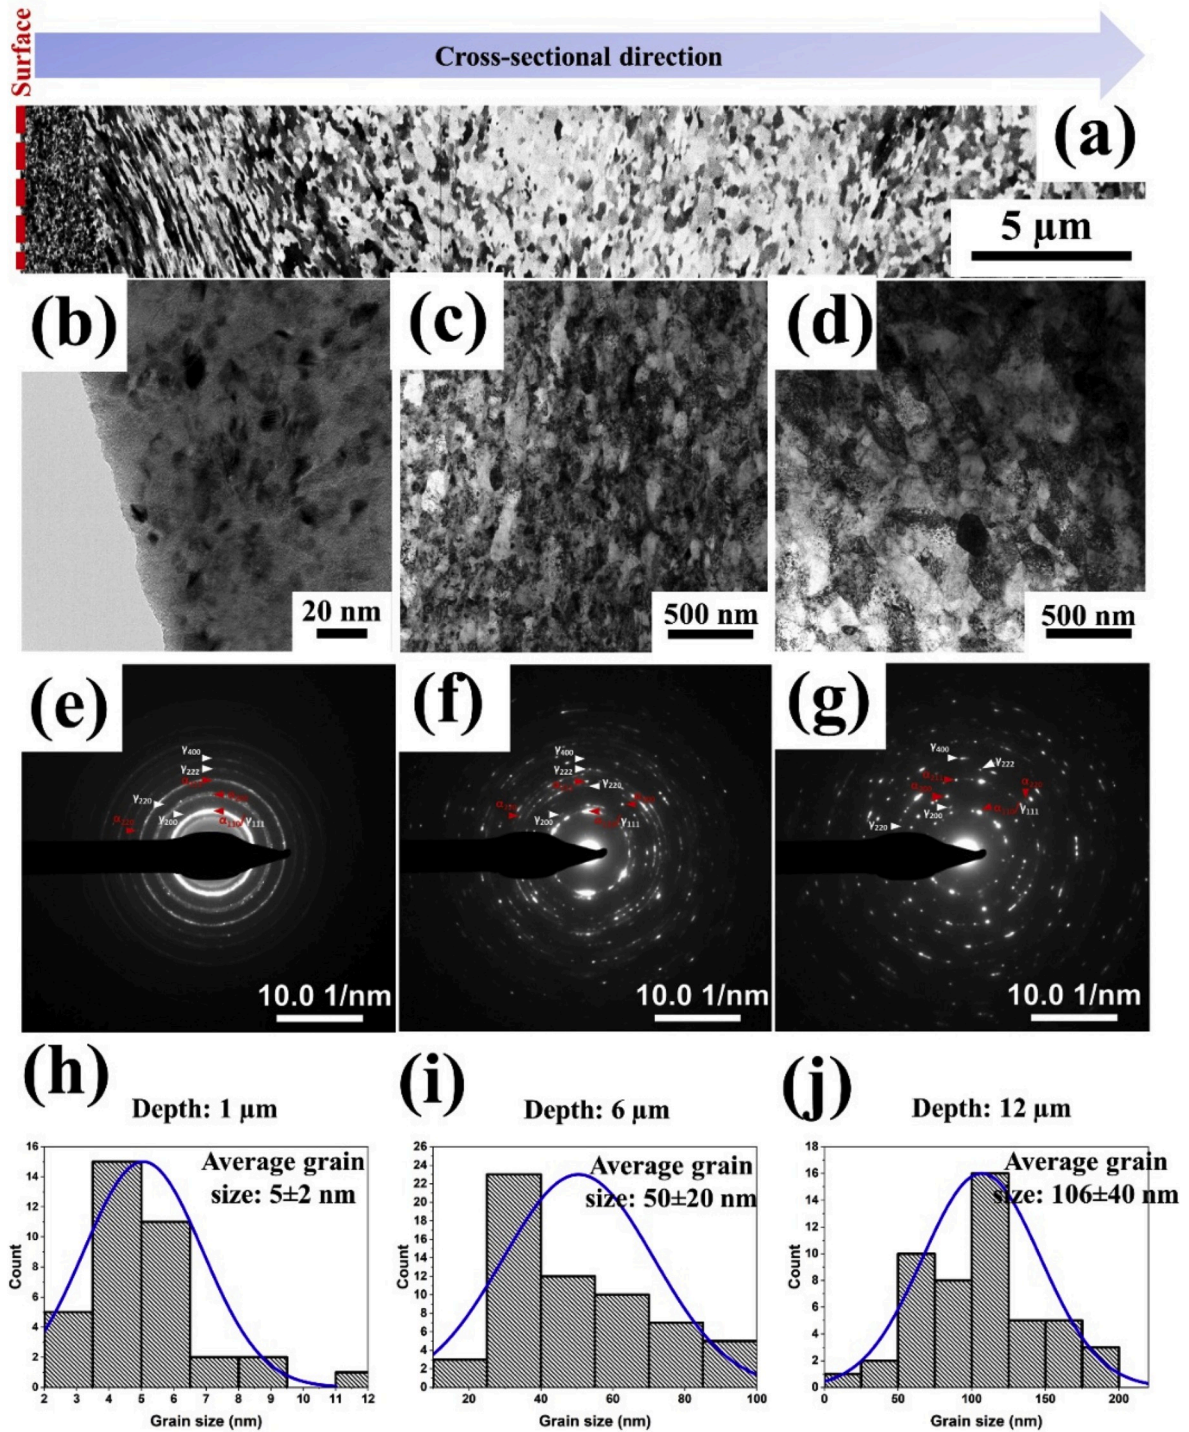 Surface
Cross-sectional direction
(a)
5 µm
(b)
(c)
(d)
20 nm
500 nm
500 nm
(e)
(f)
(g)
γ400
γ222
γ220
γ200
γ111
γ400
γ222
γ220
γ200
γ111
γ400
γ222
α211
γ200
γ111
γ220
10.0 1/nm
10.0 1/nm
10.0 1/nm
(h)
(i)
(j)
Depth: 1 µm
Depth: 6 µm
Depth: 12 µm
16
14
12
10
8
6
4
2
0
Count
Average grain
size: 5±2 nm
2 3 4 5 6 7 8 9 10 11 12
Grain size (nm)
26
24
22
20
18
16
14
12
10
8
6
4
2
0
Count
Average grain
size: 50±20 nm
20 40 60 80 100
Grain size (nm)
18
16
14
12
10
8
6
4
2
0
Count
Average grain
size: 106±40 nm
0 50 100 150 200
Grain size (nm)